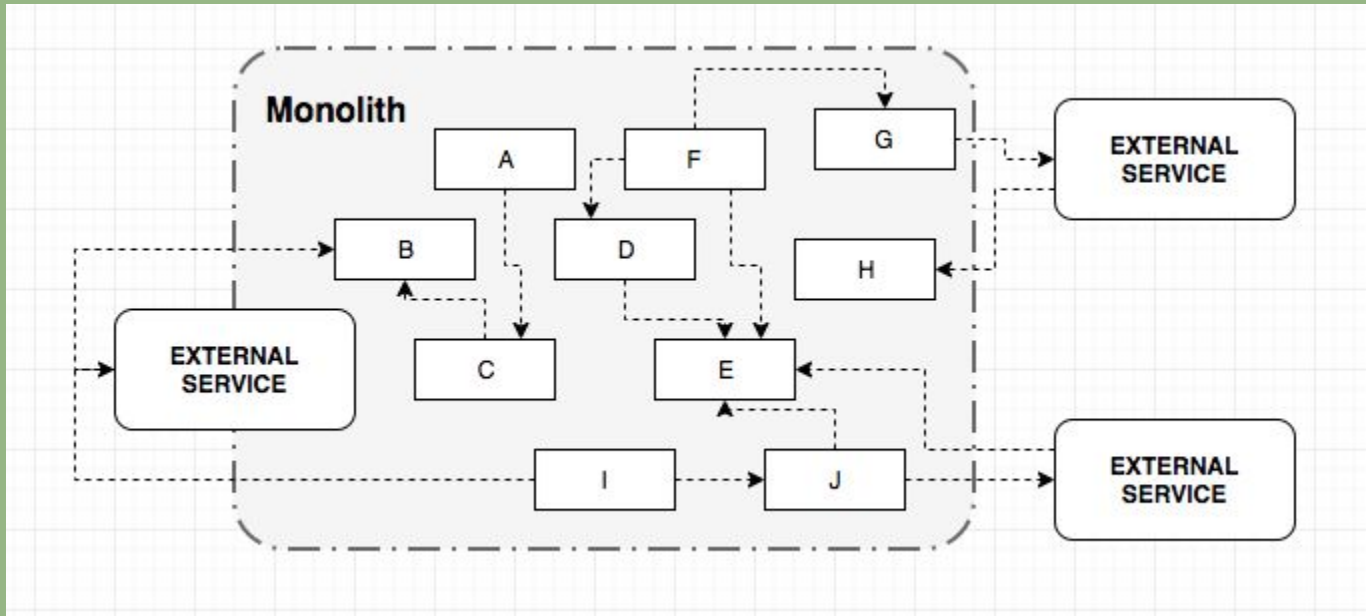 Monolith
A
F
G
EXTERNAL
SERVICE
B
D
H
EXTERNAL
SERVICE
C
E
I
J
EXTERNAL
SERVICE